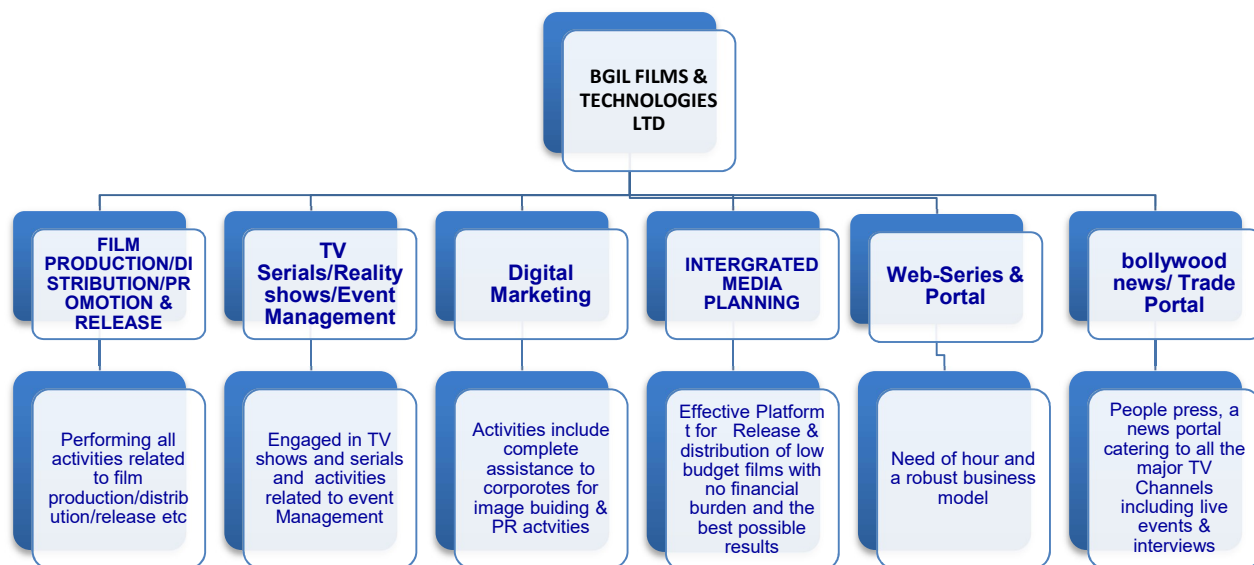 BGIL FILMS &
TECHNOLOGIES
LTD
FILM
PRODUCTION/DI
STRIBUTION/PR
OMOTION &
RELEASE
TV
Serials/Reality
shows/Event
Management
Digital
Marketing
INTERGRATED
MEDIA
PLANNING
Web-Series &
Portal
bollywood
news/ Trade
Portal
Performing all
activities related
to film
production/distrib
ution/release etc
Engaged in TV
shows and serials
and activities
related to event
Management
Activities include
complete
assistance to
corporotes for
image buiding &
PR actvities
Effective Platform
t for Release &
distribution of low
budget films with
no financial
burden and the
best possible
results
Need of hour and
a robust business
model
People press, a
news portal
catering to all the
major TV
Channels
including live
events &
interviews